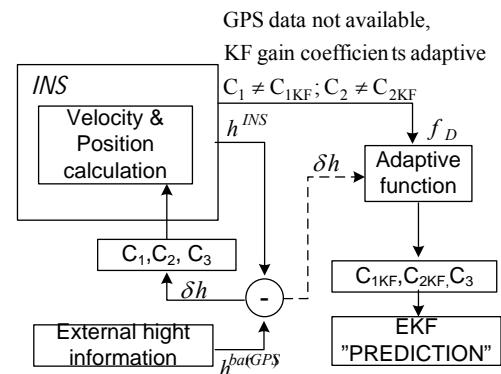 GPS data not available,
KF gain coefficients adaptive
C₁ ≠ C₁KF; C₂ ≠ C₂KF
INS
Velocity &
Position
calculation
h^INS
f_D
δh
Adaptive
function
C₁,C₂, C₃
δh
-
C₁KF,C₂KF,C₃
External hight
information
h^bar(GPS)
EKF
"PREDICTION"